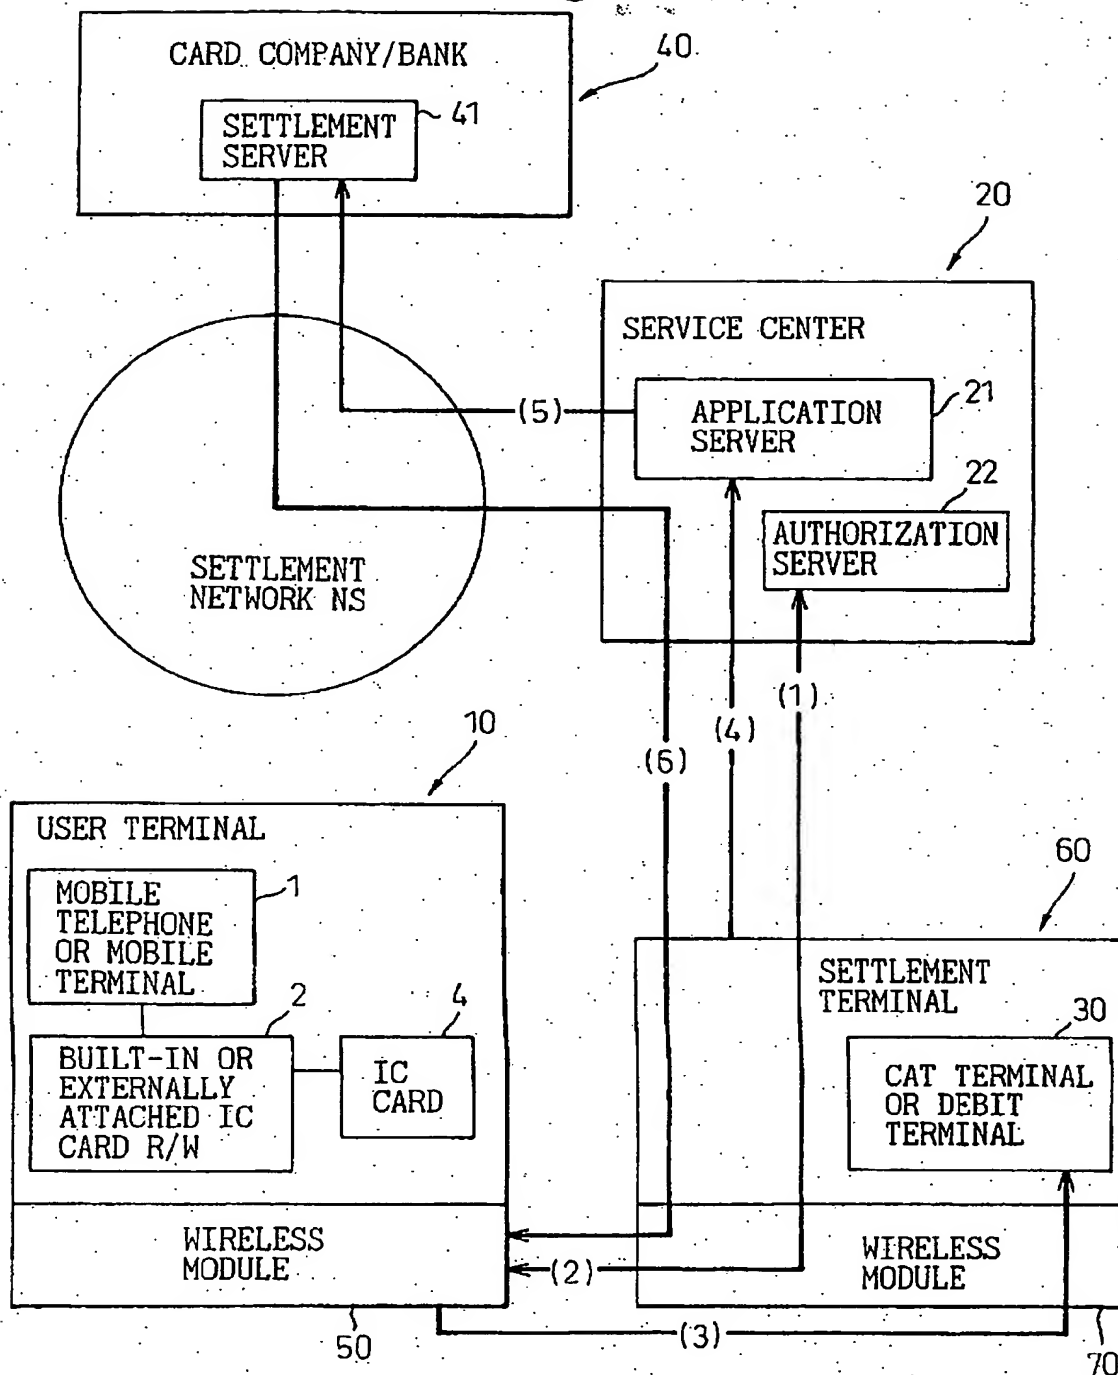 CARD COMPANY/BANK
40
SETTLEMENT
SERVER
41
20
SERVICE CENTER
APPLICATION
SERVER
21
(5)
22
AUTHORIZATION
SERVER
SETTLEMENT
NETWORK NS
(1)
(4)
(6)
10
USER TERMINAL
MOBILE
TELEPHONE
OR MOBILE
TERMINAL
1
2
4
BUILT-IN OR
EXTERNALLY
ATTACHED IC
CARD R/W
IC
CARD
60
SETTLEMENT
TERMINAL
30
CAT TERMINAL
OR DEBIT
TERMINAL
WIRELESS
MODULE
(2)
WIRELESS
MODULE
(3)
50
70